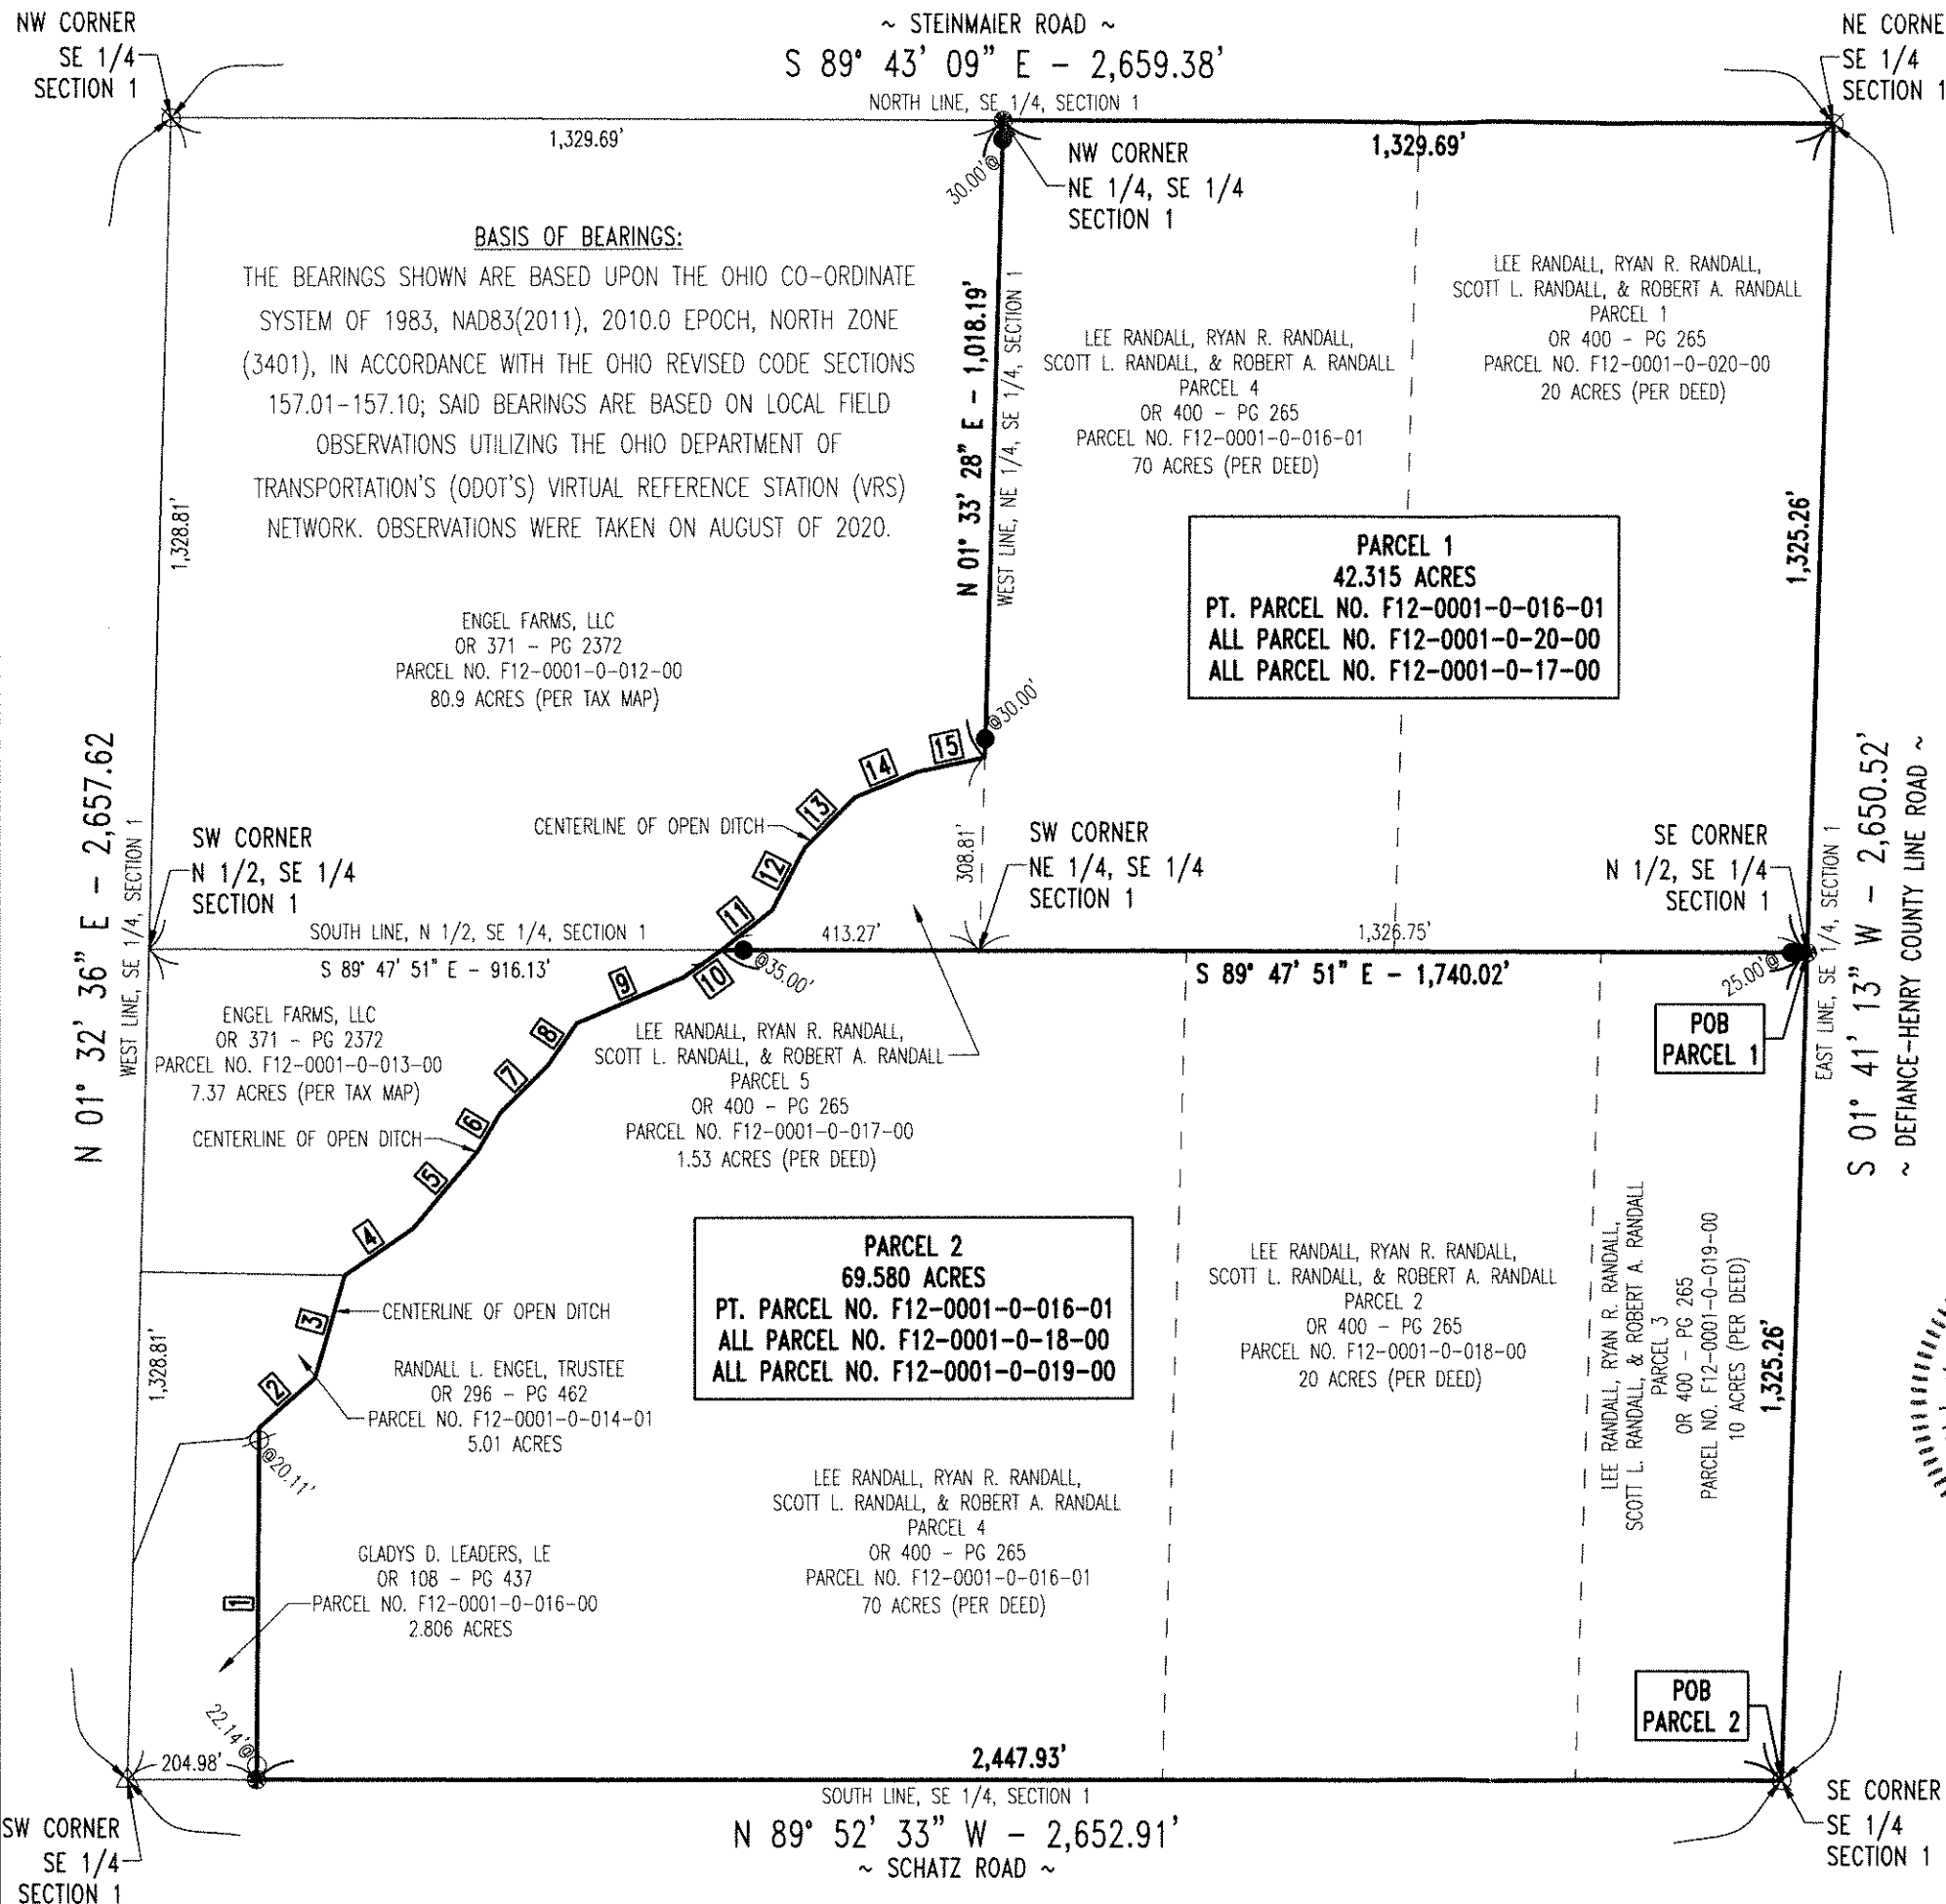 NW CORNER
SE 1/4
SECTION 1
~ STEINMAIER ROAD ~
S 89° 43' 09" E - 2,659.38'
NORTH LINE, SE 1/4, SECTION 1
NE CORNE
SE 1/4
SECTION 1
1,329.69'
1,329.69'
30.00'@
NW CORNER
NE 1/4, SE 1/4
SECTION 1
BASIS OF BEARINGS:
THE BEARINGS SHOWN ARE BASED UPON THE OHIO CO-ORDINATE
SYSTEM OF 1983, NAD83(2011), 2010.0 EPOCH, NORTH ZONE
(3401), IN ACCORDANCE WITH THE OHIO REVISED CODE SECTIONS
157.01-157.10; SAID BEARINGS ARE BASED ON LOCAL FIELD
OBSERVATIONS UTILIZING THE OHIO DEPARTMENT OF
TRANSPORTATION'S (ODOT'S) VIRTUAL REFERENCE STATION (VRS)
NETWORK. OBSERVATIONS WERE TAKEN ON AUGUST OF 2020.
1,328.81'
N 01° 33' 28" E - 1,018.19'
WEST LINE, NE 1/4, SE 1/4, SECTION 1
LEE RANDALL, RYAN R. RANDALL,
SCOTT L. RANDALL, & ROBERT A. RANDALL
PARCEL 4
OR 400 - PG 265
PARCEL NO. F12-0001-0-016-01
70 ACRES (PER DEED)
LEE RANDALL, RYAN R. RANDALL,
SCOTT L. RANDALL, & ROBERT A. RANDALL
PARCEL 1
OR 400 - PG 265
PARCEL NO. F12-0001-0-020-00
20 ACRES (PER DEED)
PARCEL 1
42.315 ACRES
PT. PARCEL NO. F12-0001-0-016-01
ALL PARCEL NO. F12-0001-0-20-00
ALL PARCEL NO. F12-0001-0-17-00
1,325.26'
ENGEL FARMS, LLC
OR 371 - PG 2372
PARCEL NO. F12-0001-0-012-00
80.9 ACRES (PER TAX MAP)
@30.00'
15
14
13
12
11
10
9
8
7
6
5
4
3
2
1
CENTERLINE OF OPEN DITCH
N 01° 32' 36" E - 2,657.62
WEST LINE, SE 1/4, SECTION 1
SW CORNER
N 1/2, SE 1/4
SECTION 1
308.81'
SW CORNER
NE 1/4, SE 1/4
SECTION 1
SE CORNER
N 1/2, SE 1/4
SECTION 1
EAST LINE, SE 1/4, SECTION 1
S 01° 41' 13" W - 2,650.52'
~ DEFIANCE-HENRY COUNTY LINE ROAD ~
SOUTH LINE, N 1/2, SE 1/4, SECTION 1
S 89° 47' 51" E - 916.13'
413.27'
1,326.75'
@35.00'
S 89° 47' 51" E - 1,740.02'
25.00'@
POB
PARCEL 1
ENGEL FARMS, LLC
OR 371 - PG 2372
PARCEL NO. F12-0001-0-013-00
7.37 ACRES (PER TAX MAP)
CENTERLINE OF OPEN DITCH
LEE RANDALL, RYAN R. RANDALL,
SCOTT L. RANDALL, & ROBERT A. RANDALL
PARCEL 5
OR 400 - PG 265
PARCEL NO. F12-0001-0-017-00
1.53 ACRES (PER DEED)
PARCEL 2
69.580 ACRES
PT. PARCEL NO. F12-0001-0-016-01
ALL PARCEL NO. F12-0001-0-18-00
ALL PARCEL NO. F12-0001-0-019-00
LEE RANDALL, RYAN R. RANDALL,
SCOTT L. RANDALL, & ROBERT A. RANDALL
PARCEL 2
OR 400 - PG 265
PARCEL NO. F12-0001-0-018-00
20 ACRES (PER DEED)
LEE RANDALL, RYAN R. RANDALL,
SCOTT L. RANDALL, & ROBERT A. RANDALL
PARCEL 3
OR 400 - PG 265
PARCEL NO. F12-0001-0-019-00
10 ACRES (PER DEED)
1,325.26'
CENTERLINE OF OPEN DITCH
1,328.81'
RANDALL L. ENGEL, TRUSTEE
OR 296 - PG 462
PARCEL NO. F12-0001-0-014-01
5.01 ACRES
@20.11'
LEE RANDALL, RYAN R. RANDALL,
SCOTT L. RANDALL, & ROBERT A. RANDALL
PARCEL 4
OR 400 - PG 265
PARCEL NO. F12-0001-0-016-01
70 ACRES (PER DEED)
GLADYS D. LEADERS, LE
OR 108 - PG 437
PARCEL NO. F12-0001-0-016-00
2.806 ACRES
POB
PARCEL 2
22.14'@
204.98'
2,447.93'
SOUTH LINE, SE 1/4, SECTION 1
N 89° 52' 33" W - 2,652.91'
~ SCHATZ ROAD ~
SW CORNER
SE 1/4
SECTION 1
SE CORNER
SE 1/4
SECTION 1